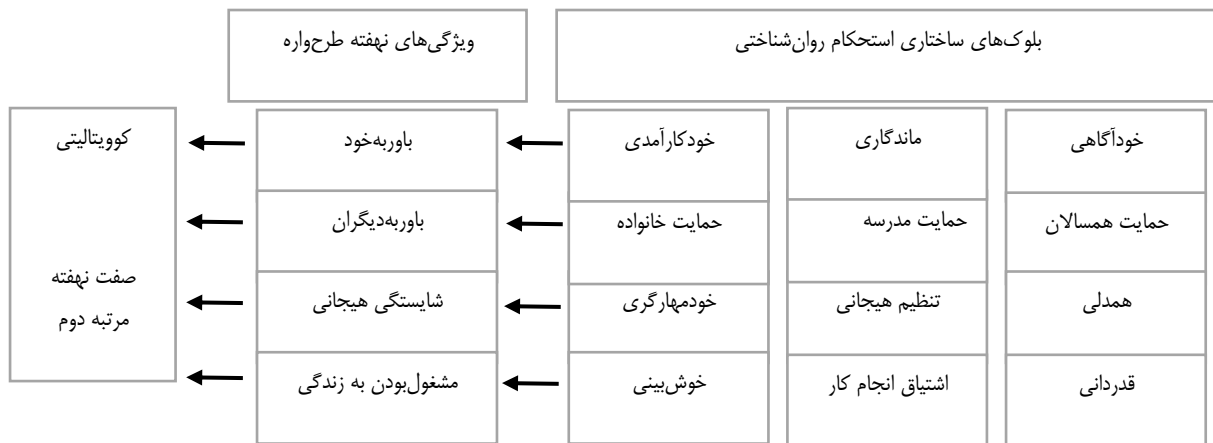 بلوک‌های ساختاری استحکام روان‌شناختی
ویژگی‌های نهفته طرح‌واره
خودآگاهی
ماندگاری
خودکارآمدی
باوربه‌خود
کوویتالیتی
حمایت همسالان
حمایت مدرسه
حمایت خانواده
باوربه‌دیگران
همدلی
تنظیم هیجانی
خودمهارگری
شایستگی هیجانی
صفت نهفته
مرتبه دوم
قدردانی
اشتیاق انجام کار
خوش‌بینی
مشغول‌بودن به زندگی